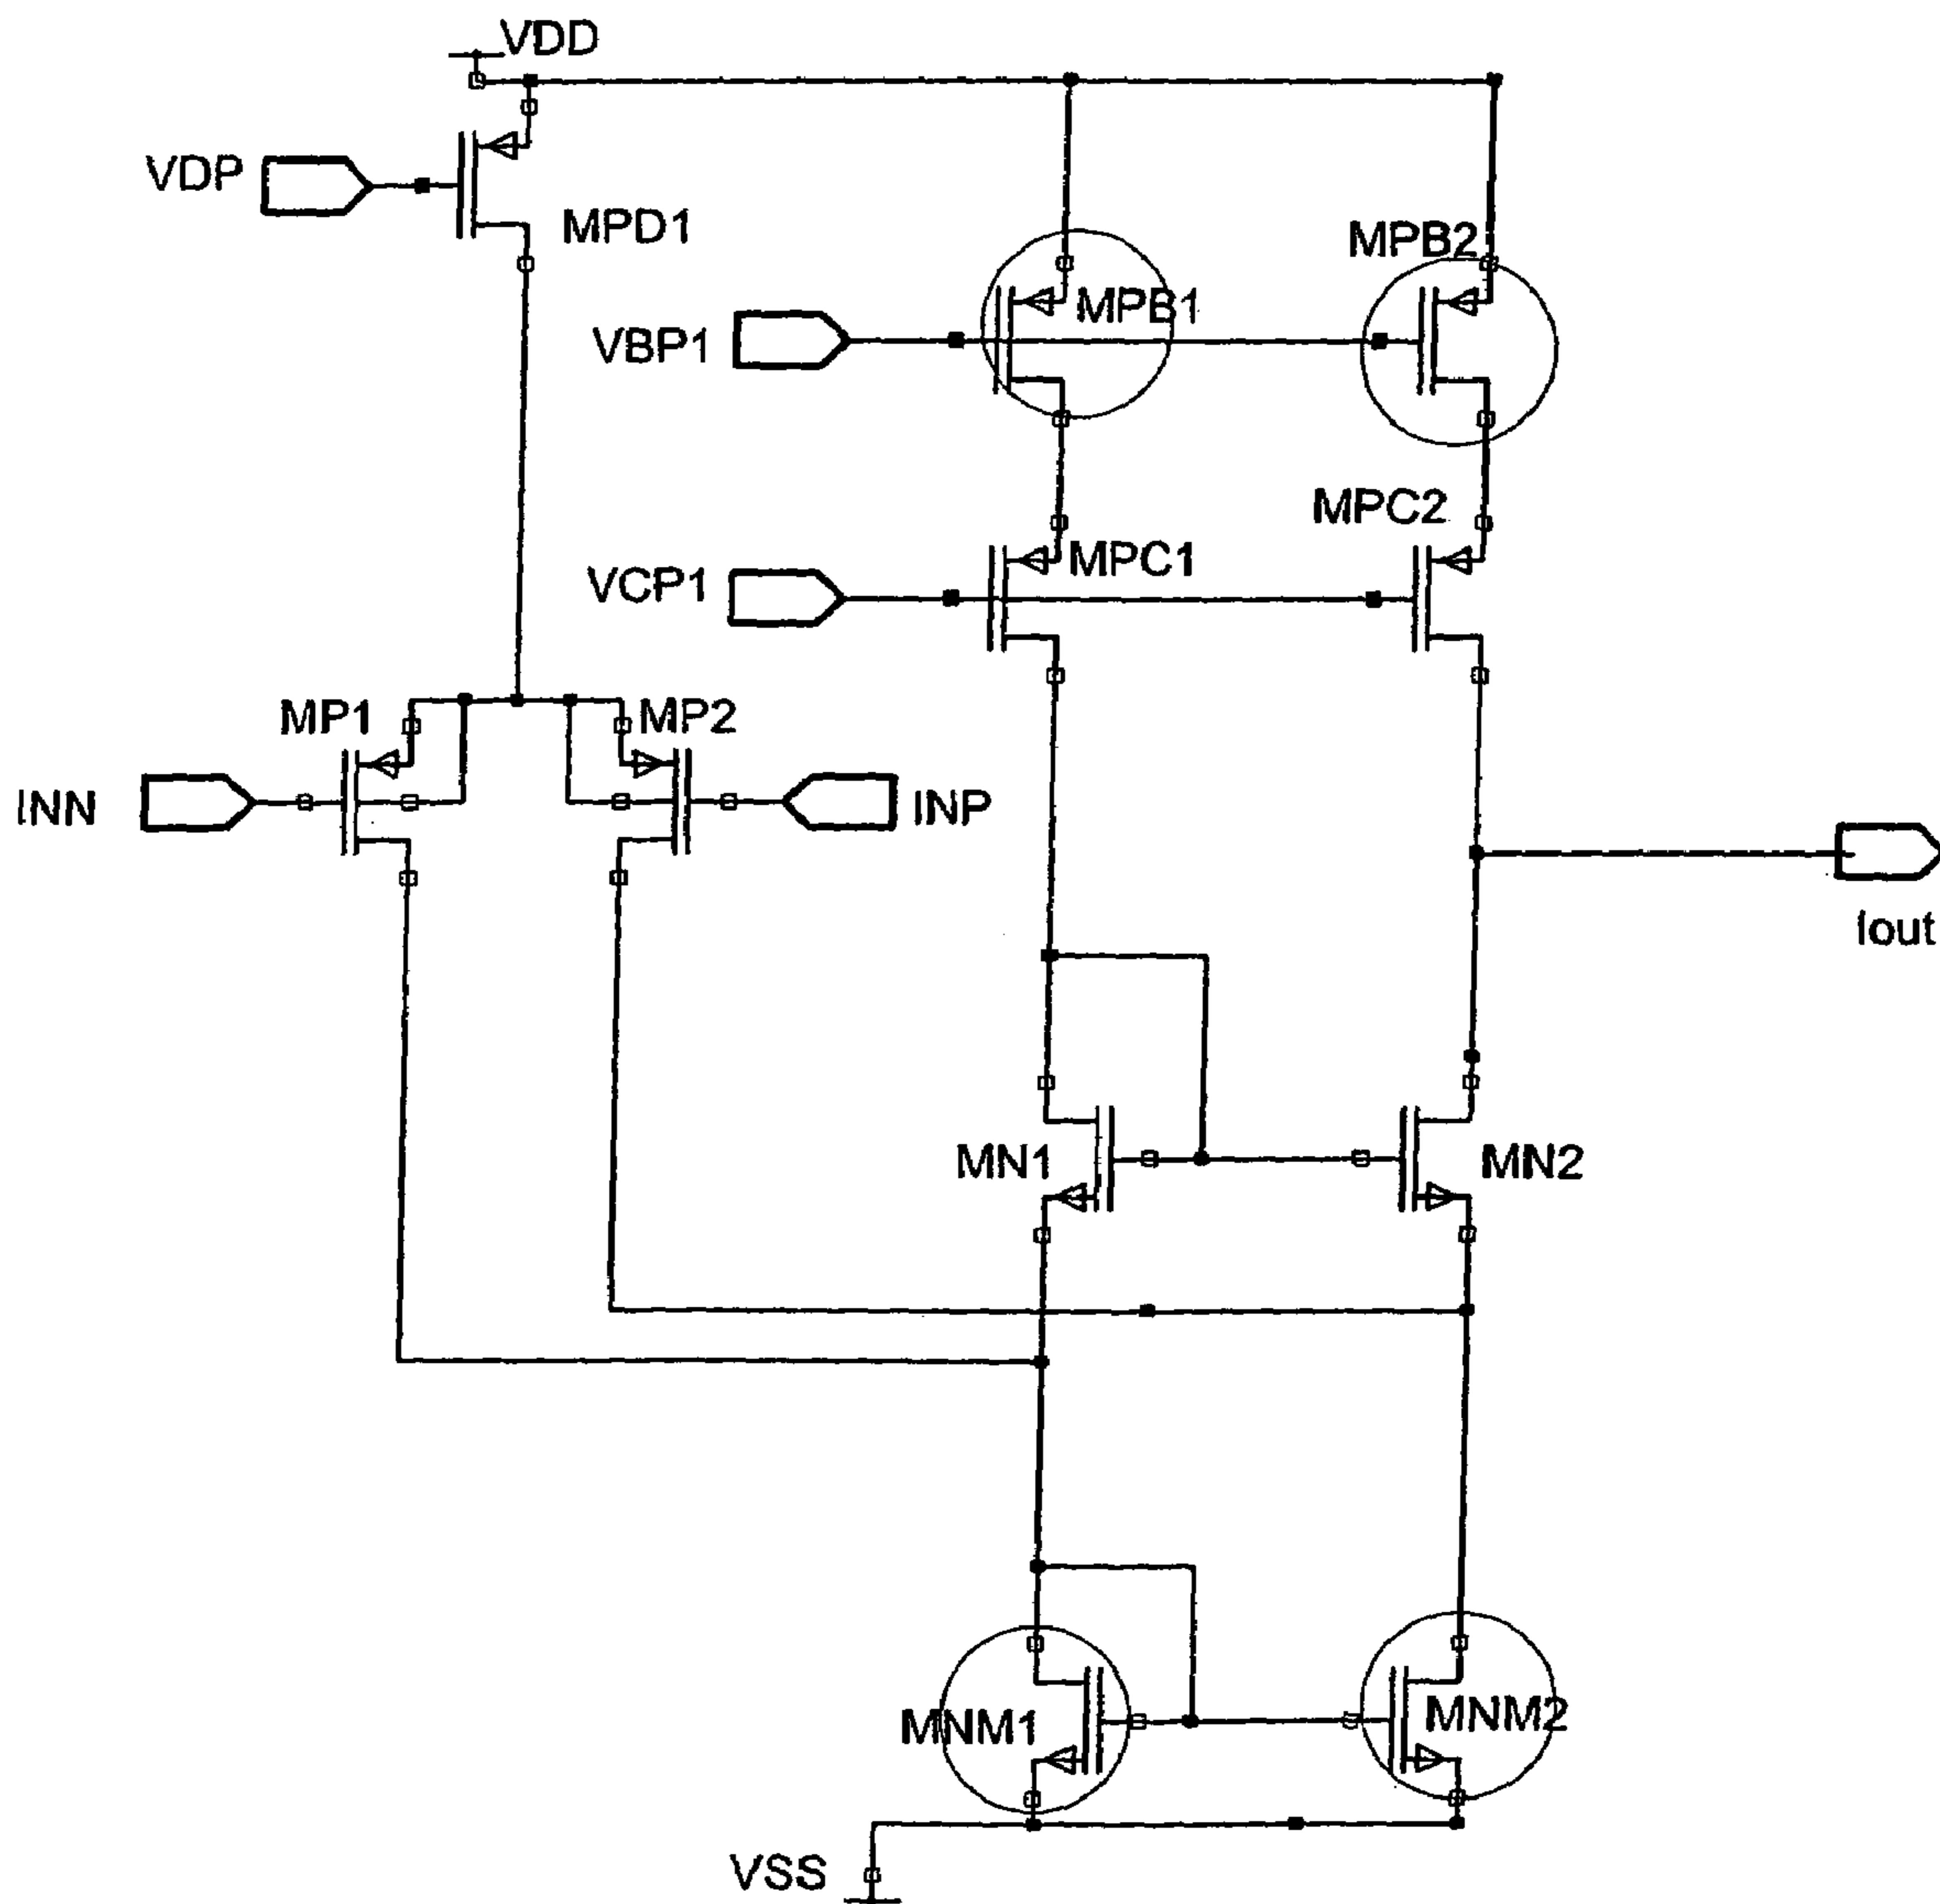 VDD
VDP
MPD1
MPB2
MPB1
VBP1
MPC2
MPC1
VCP1
MP1
MP2
INN
INP
Iout
MN1
MN2
MNM1
MNM2
VSS